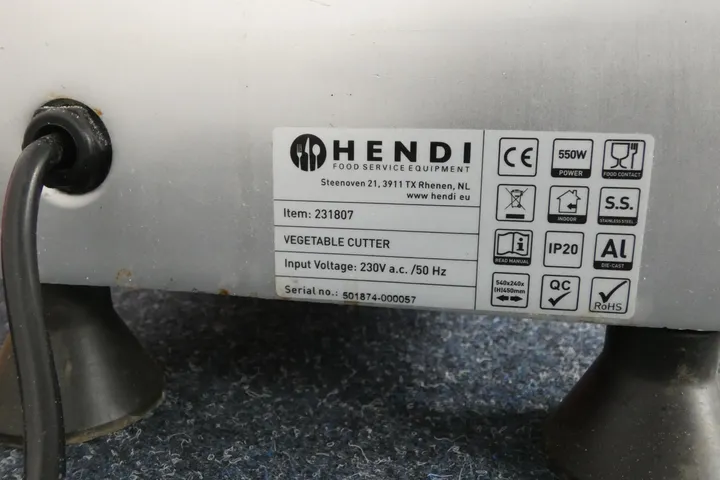 HENDI
FOOD SERVICE EQUIPMENT
Steenoven 21, 3911 TX Rhenen, NL
www hendi eu
Item: 231807
VEGETABLE CUTTER
Input Voltage: 230V a.c. /50 Hz
Serial no.: 501874-000057
CE
550W
POWER
FOOD CONTACT
INDOOR
S.S.
STAINLESS STEEL
READ MANUAL
IP20
AL
DIE-CAST
540x240x
(H)450mm
QC
RoHS